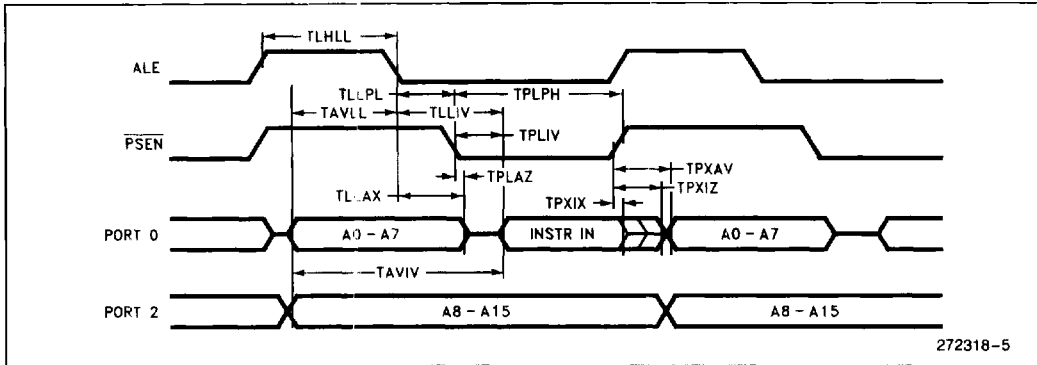 TLHLL
ALE
TLLPL
TPLPH
TAVLL
TLLIV
PSEN
TPLIV
TPXAV
TPLAZ
TPXIZ
TLLAX
TPXIX
PORT 0
A0 – A7
INSTR IN
A0 – A7
TAVIV
PORT 2
A8 – A15
A8 – A15
272318–5